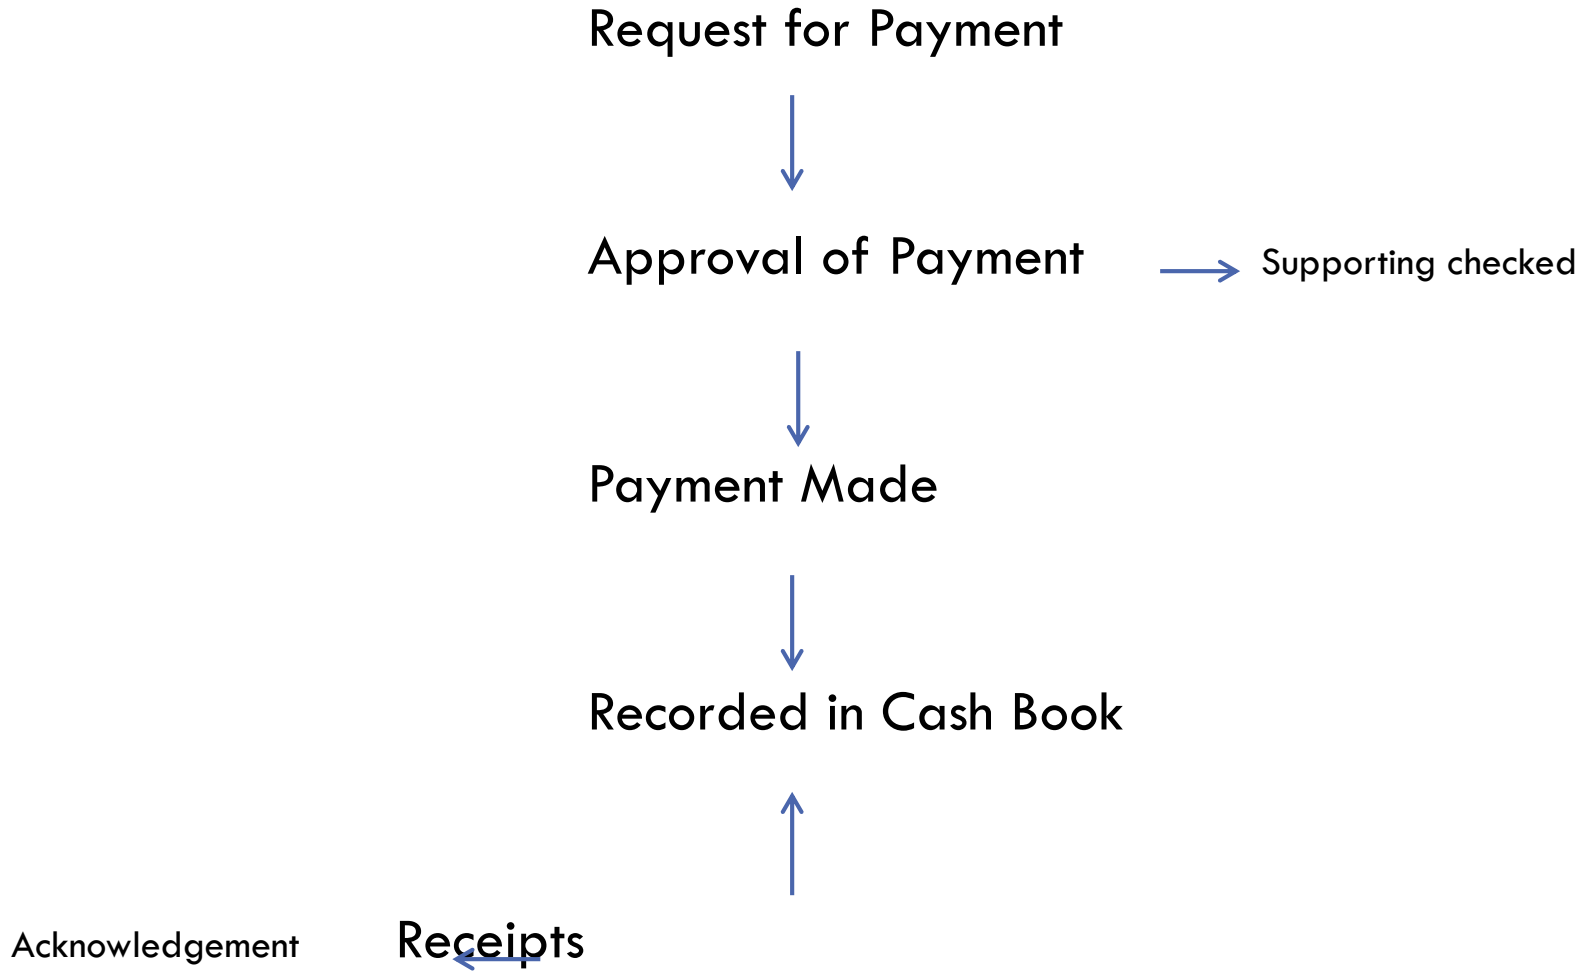 Request for Payment
Approval of Payment
Supporting checked
Payment Made
Recorded in Cash Book
Acknowledgement
Receipts